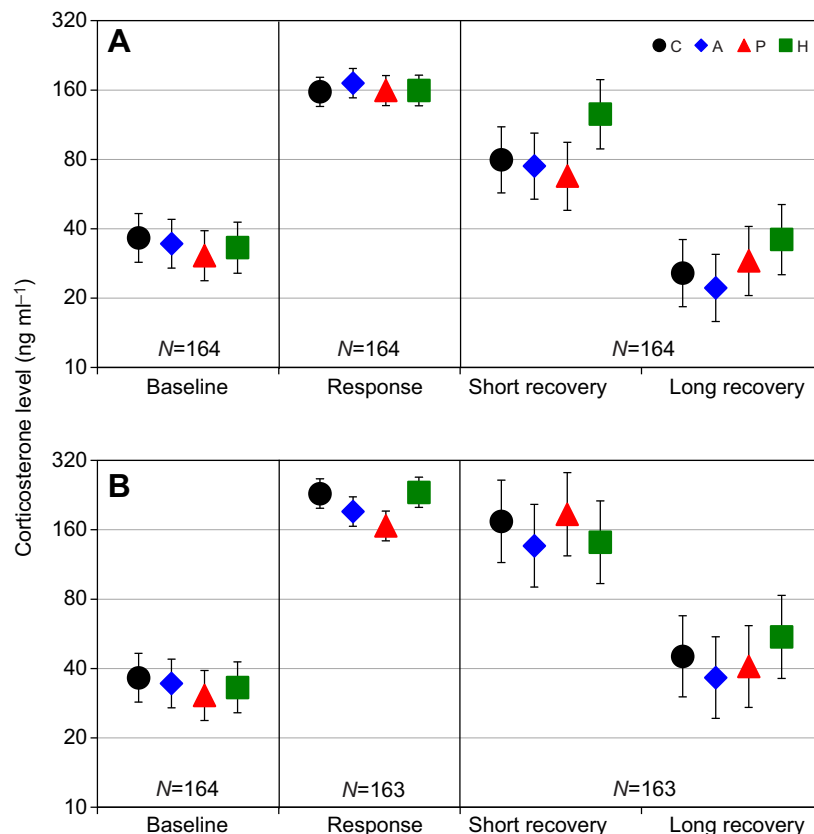 Corticosterone level (ng ml⁻¹)
A
C A P H
320
160
80
40
20
10
N=164 N=164 N=164
Baseline Response Short recovery Long recovery
B
320
160
80
40
20
10
N=164 N=163 N=163
Baseline Response Short recovery Long recovery